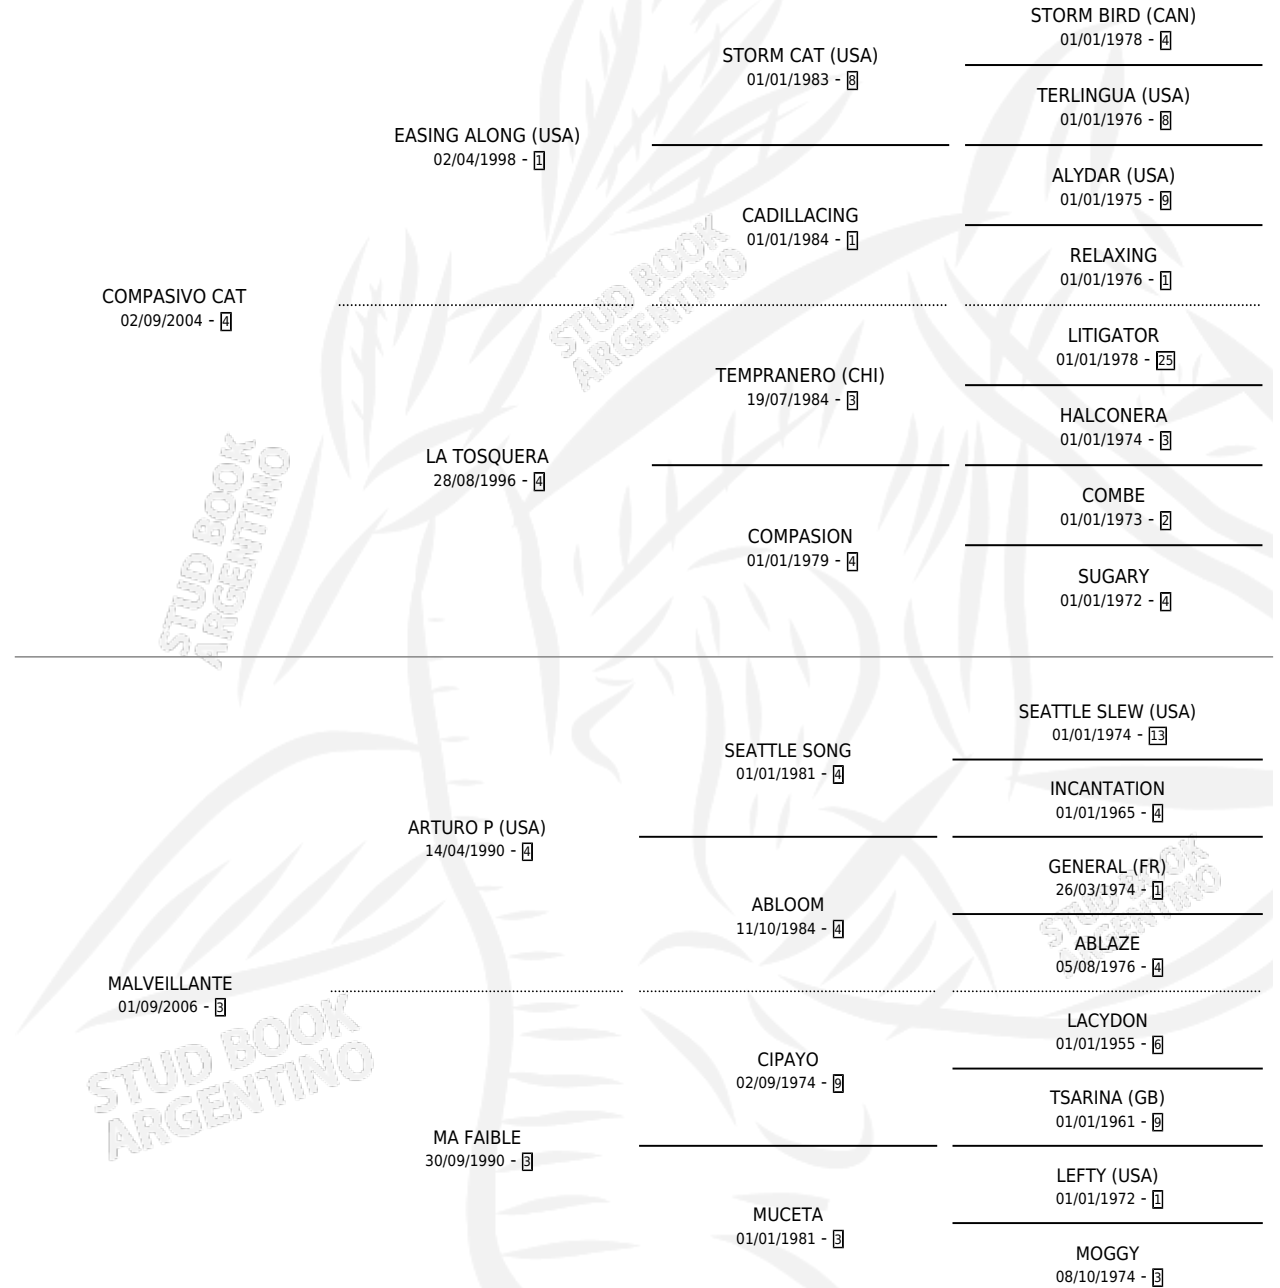 STORM BIRD (CAN)
01/01/1978 - 4
STORM CAT (USA)
01/01/1983 - 8
TERLINGUA (USA)
01/01/1976 - 8
EASING ALONG (USA)
02/04/1998 - 1
ALYDAR (USA)
01/01/1975 - 9
CADILLACING
01/01/1984 - 1
RELAXING
01/01/1976 - 1
COMPASIVO CAT
02/09/2004 - 4
STUD BOOK
ARGENTINO
LITIGATOR
01/01/1978 - 25
TEMPRANERO (CHI)
19/07/1984 - 3
HALCONERA
01/01/1974 - 3
LA TOSQUERA
28/08/1996 - 4
COMBE
01/01/1973 - 2
COMPASION
01/01/1979 - 4
SUGARY
01/01/1972 - 4
STUD BOOK
ARGENTINO
SEATTLE SLEW (USA)
01/01/1974 - 13
SEATTLE SONG
01/01/1981 - 4
INCANTATION
01/01/1965 - 4
ARTURO P (USA)
14/04/1990 - 4
GENERAL (FR)
26/03/1974 - 1
ABLOOM
11/10/1984 - 4
ABLAZE
05/08/1976 - 4
STUD BOOK
ARGENTINO
MALVEILLANTE
01/09/2006 - 3
LACYDON
01/01/1955 - 6
CIPAYO
02/09/1974 - 9
TSARINA (GB)
01/01/1961 - 9
STUD BOOK
ARGENTINO
MA FAIBLE
30/09/1990 - 3
LEFTY (USA)
01/01/1972 - 1
MUCETA
01/01/1981 - 3
MOGGY
08/10/1974 - 3